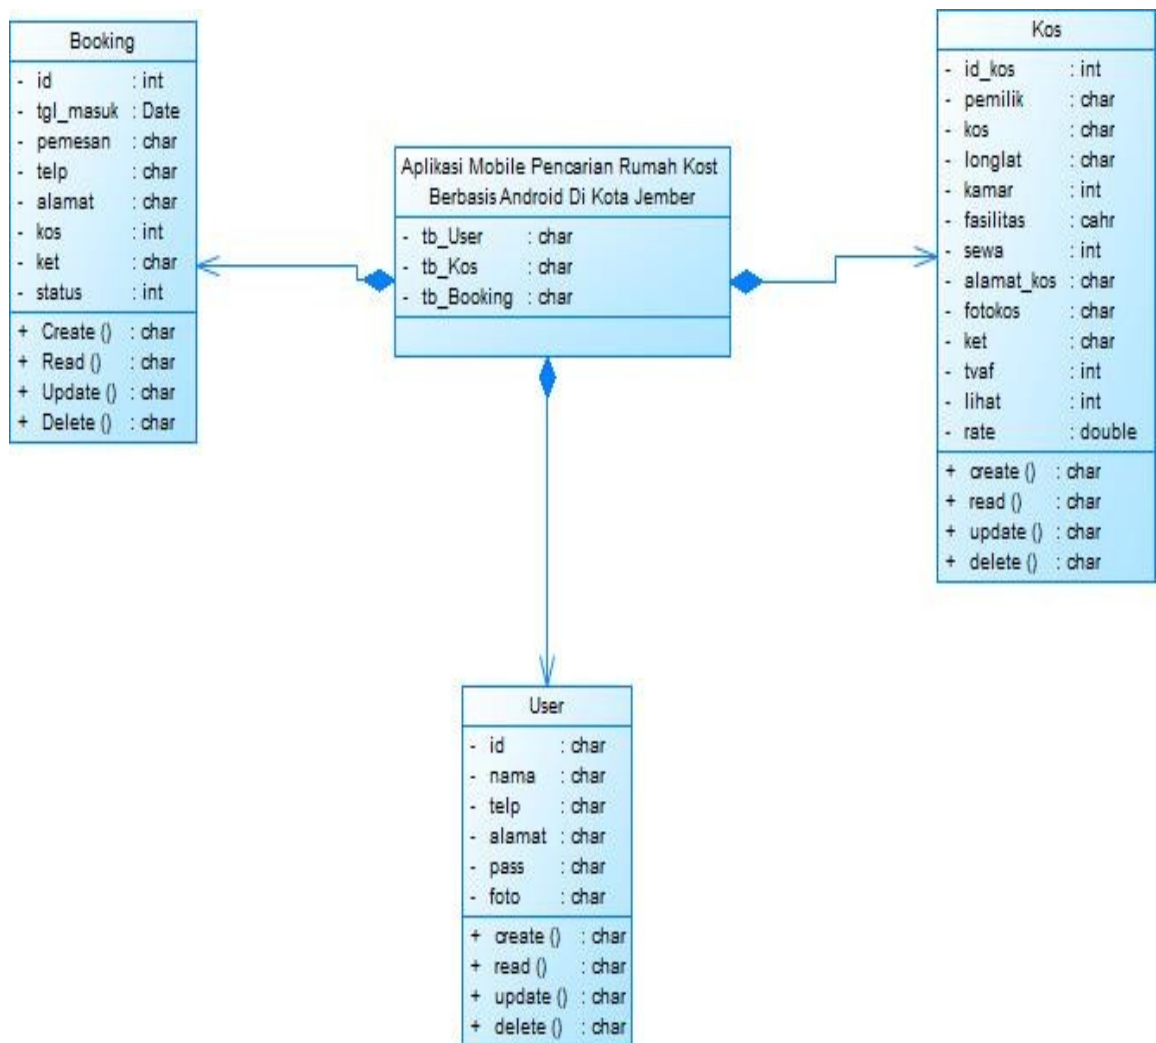 Booking
- id : int
- tgl_masuk : Date
- pemesan : char
- telp : char
- alamat : char
- kos : int
- ket : char
- status : int
+ Create () : char
+ Read () : char
+ Update () : char
+ Delete () : char
Aplikasi Mobile Pencarian Rumah Kost
Berbasis Android Di Kota Jember
- tb_User : char
- tb_Kos : char
- tb_Booking : char
Kos
- id_kos : int
- pemilik : char
- kos : char
- longlat : char
- kamar : int
- fasilitas : cahr
- sewa : int
- alamat_kos : char
- fotokos : char
- ket : char
- tvaf : int
- lihat : int
- rate : double
+ create () : char
+ read () : char
+ update () : char
+ delete () : char
User
- id : char
- nama : char
- telp : char
- alamat : char
- pass : char
- foto : char
+ create () : char
+ read () : char
+ update () : char
+ delete () : char